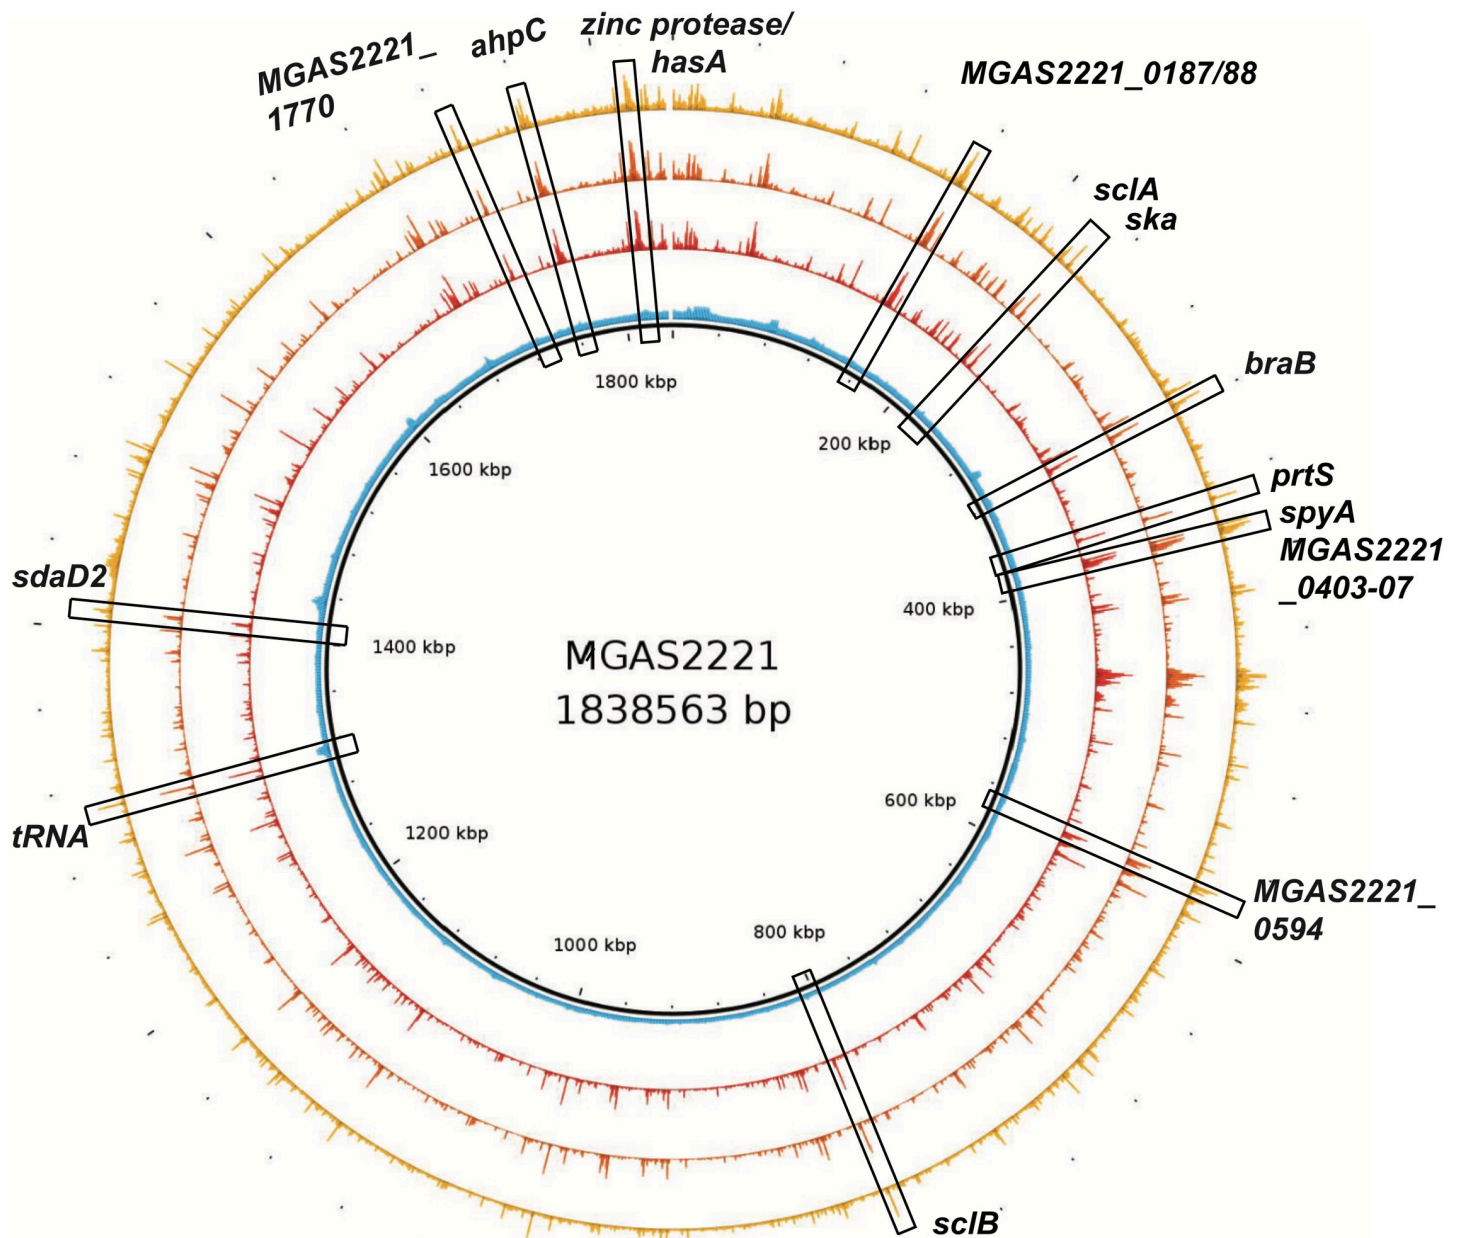 zinc protease/
hasA
ahpC
MGAS2221_
1770
MGAS2221_0187/88
sclA
ska
braB
prtS
spyA
MGAS2221
_0403-07
MGAS2221_
0594
sclB
tRNA
sdaD2
1800 kbp
200 kbp
400 kbp
600 kbp
800 kbp
1000 kbp
1200 kbp
1400 kbp
1600 kbp
MGAS2221
1838563 bp